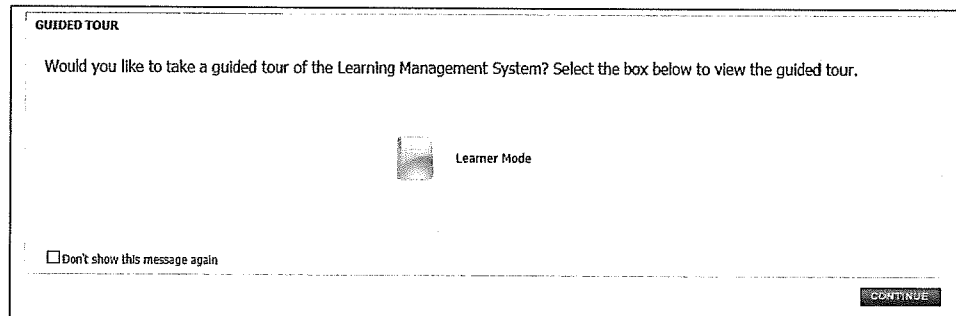 GUIDED TOUR
Would you like to take a guided tour of the Learning Management System? Select the box below to view the guided tour.
Learner Mode
Don't show this message again
CONTINUE